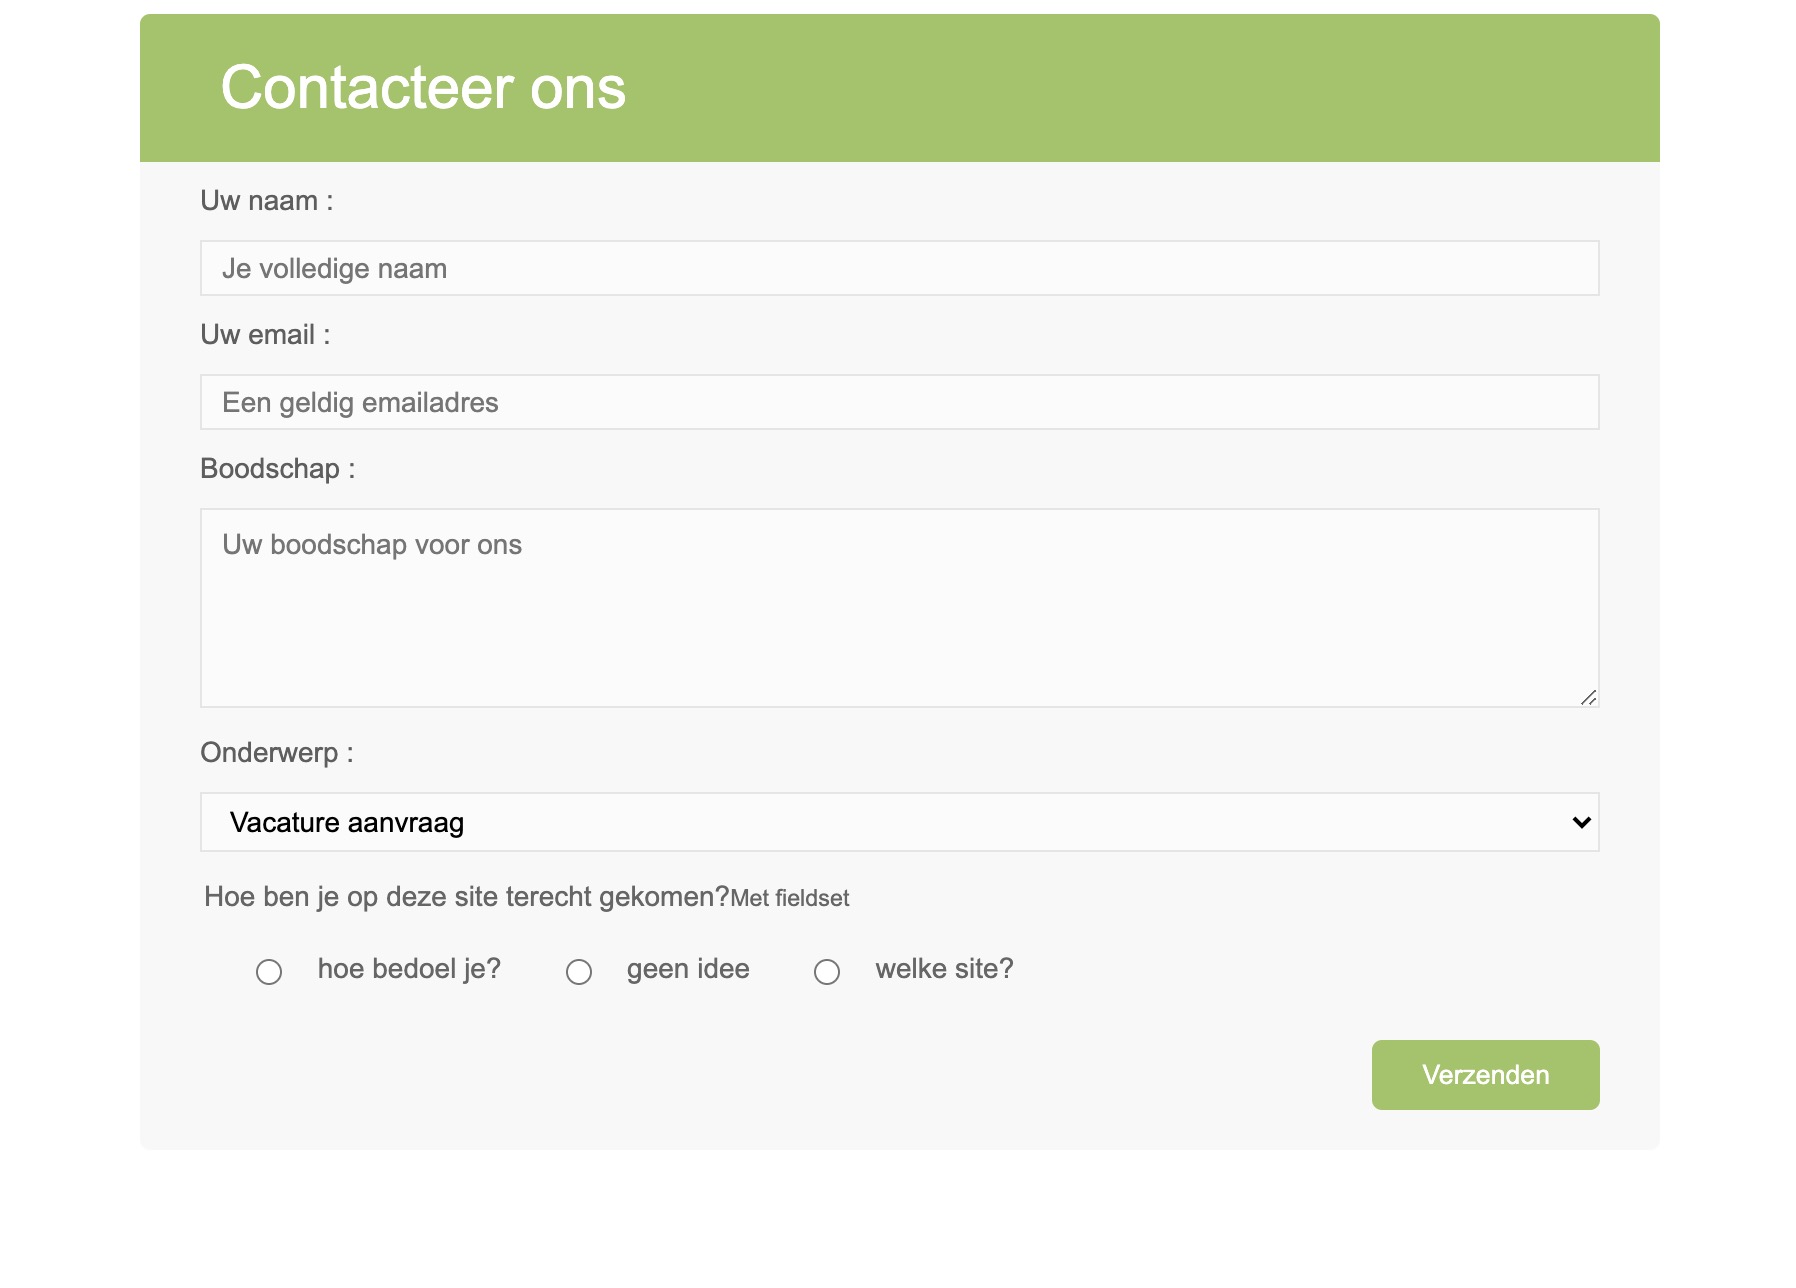 Contacteer ons
Uw naam :
Je volledige naam
Uw email :
Een geldig emailadres
Boodschap :
Uw boodschap voor ons
Onderwerp :
Vacature aanvraag
Hoe ben je op deze site terecht gekomen?Met fieldset
hoe bedoel je? geen idee welke site?
Verzenden